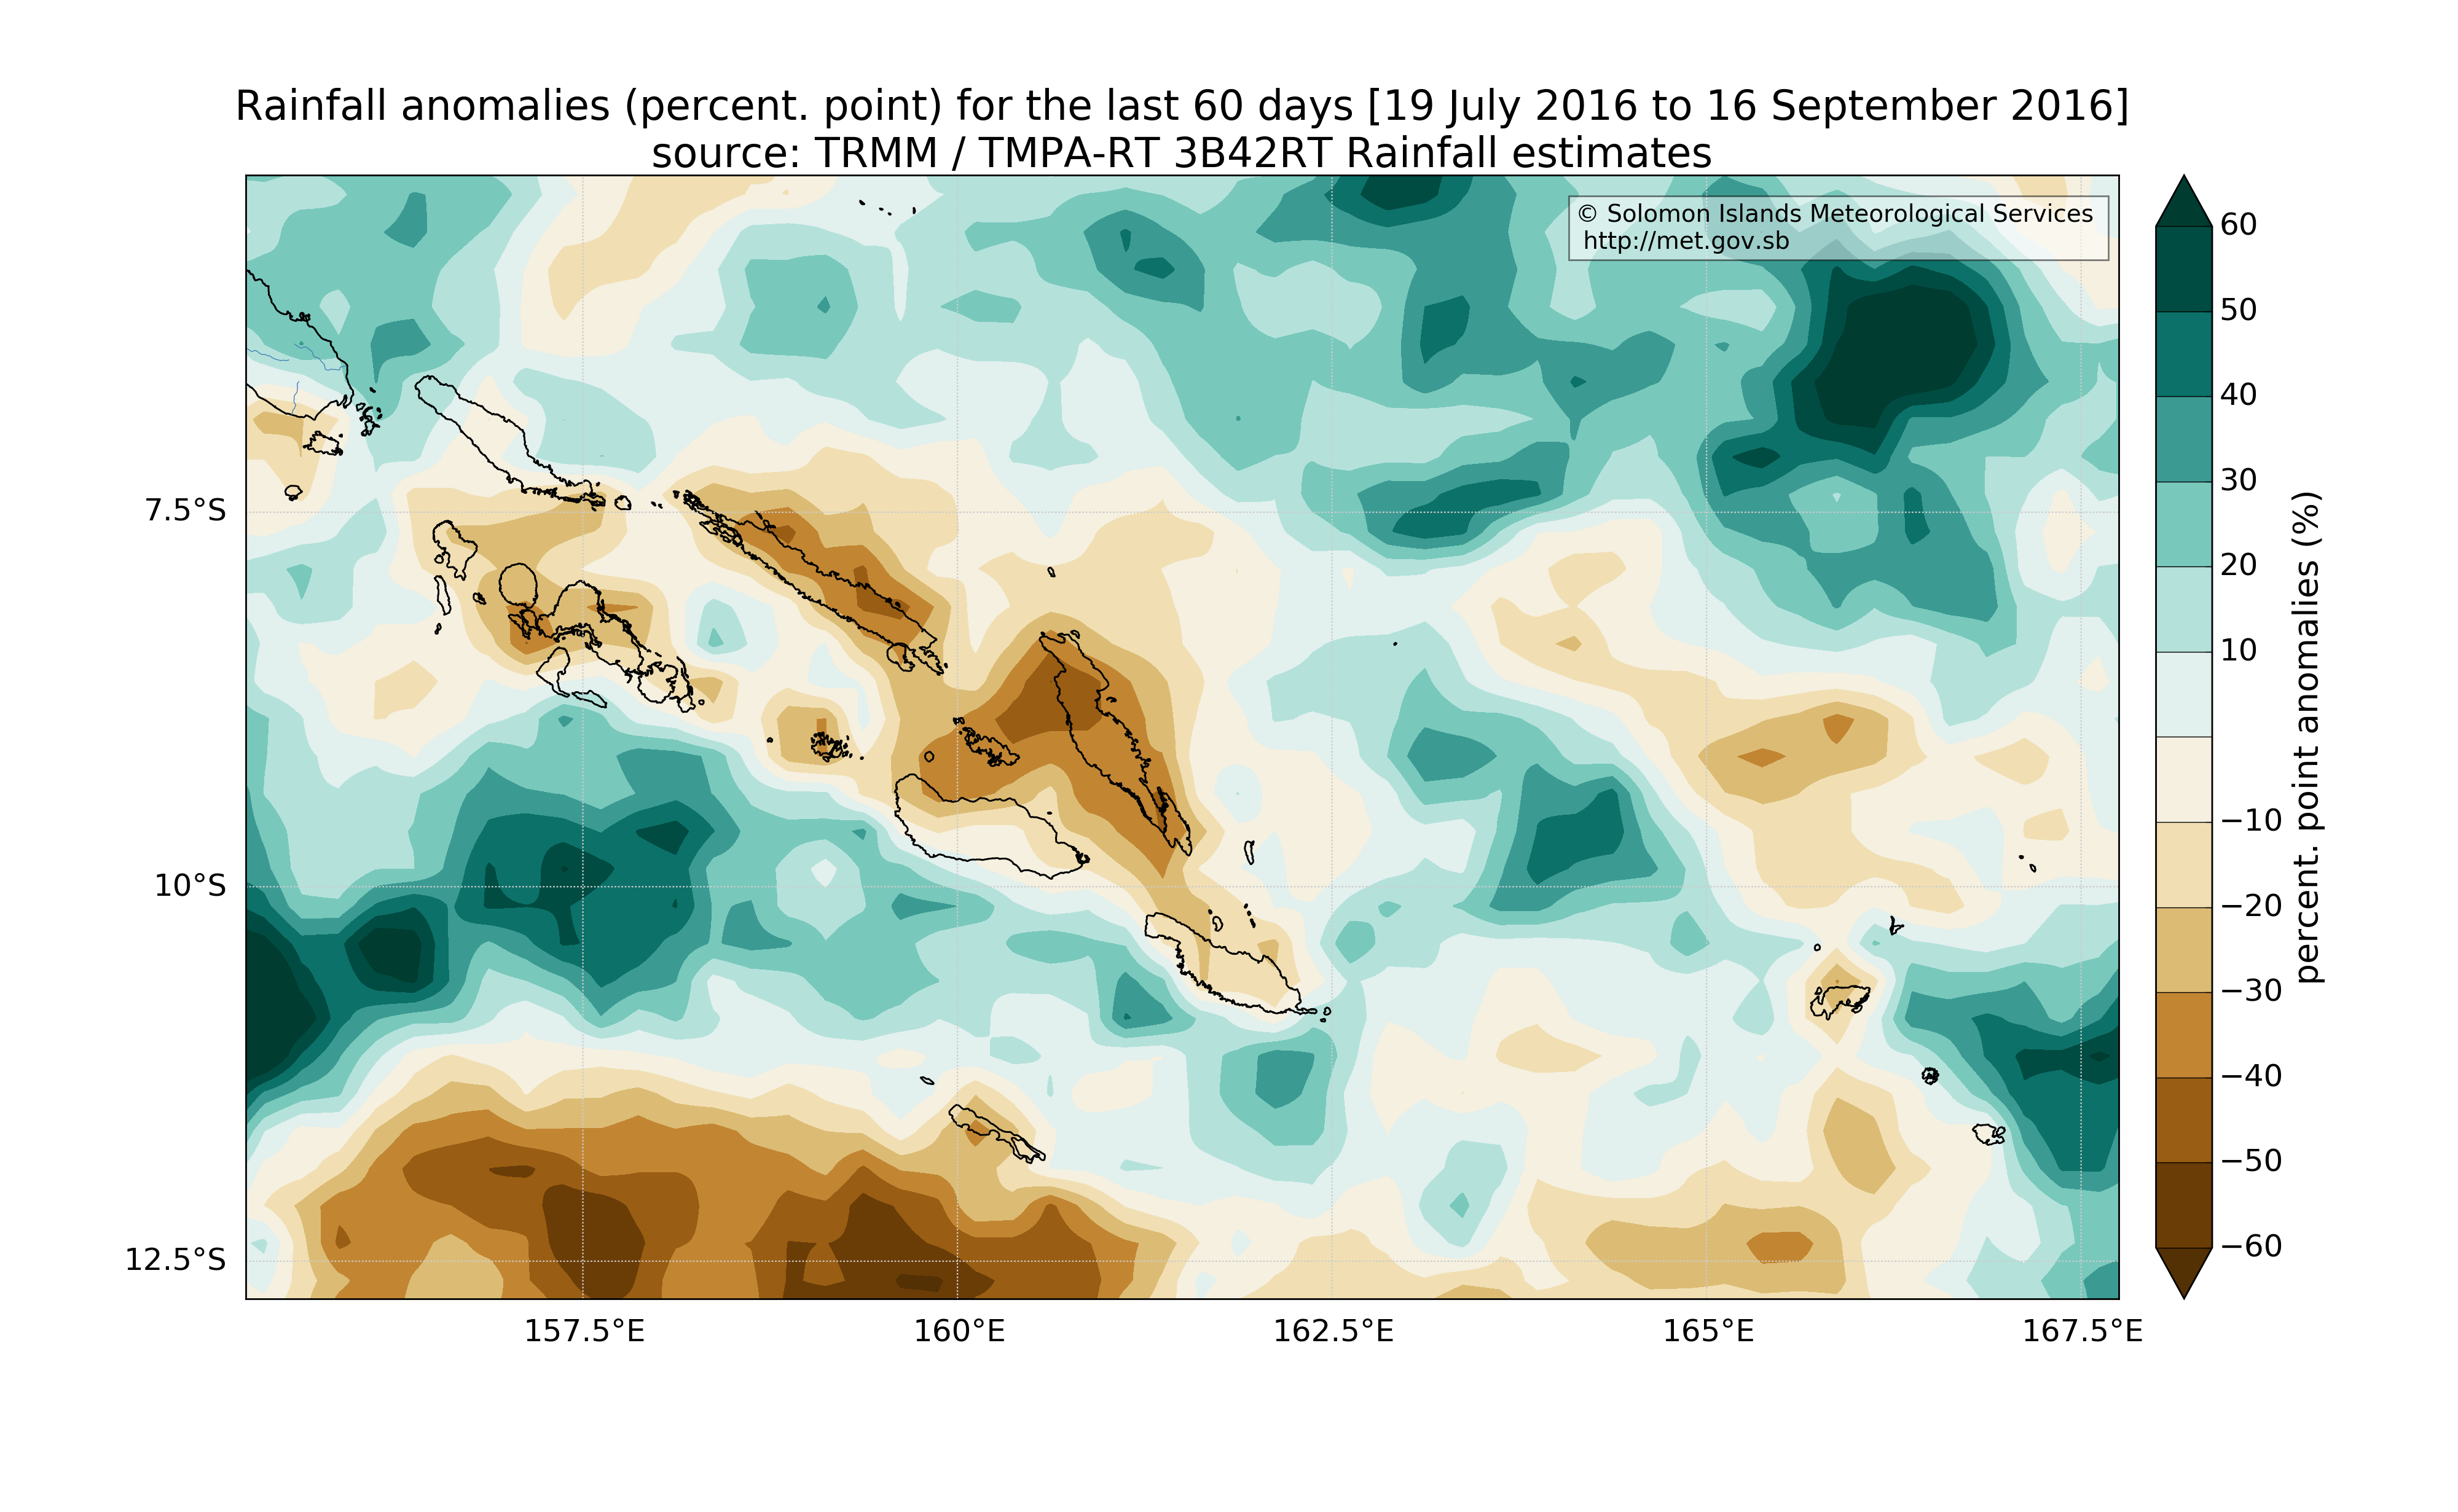 Rainfall anomalies (percent. point) for the last 60 days [19 July 2016 to 16 September 2016]
source: TRMM / TMPA-RT 3B42RT Rainfall estimates
© Solomon Islands Meteorological Services
http://met.gov.sb
7.5°S
10°S
12.5°S
157.5°E
160°E
162.5°E
165°E
167.5°E
60
50
40
30
20
10
−10
−20
−30
−40
−50
−60
percent. point anomalies (%)